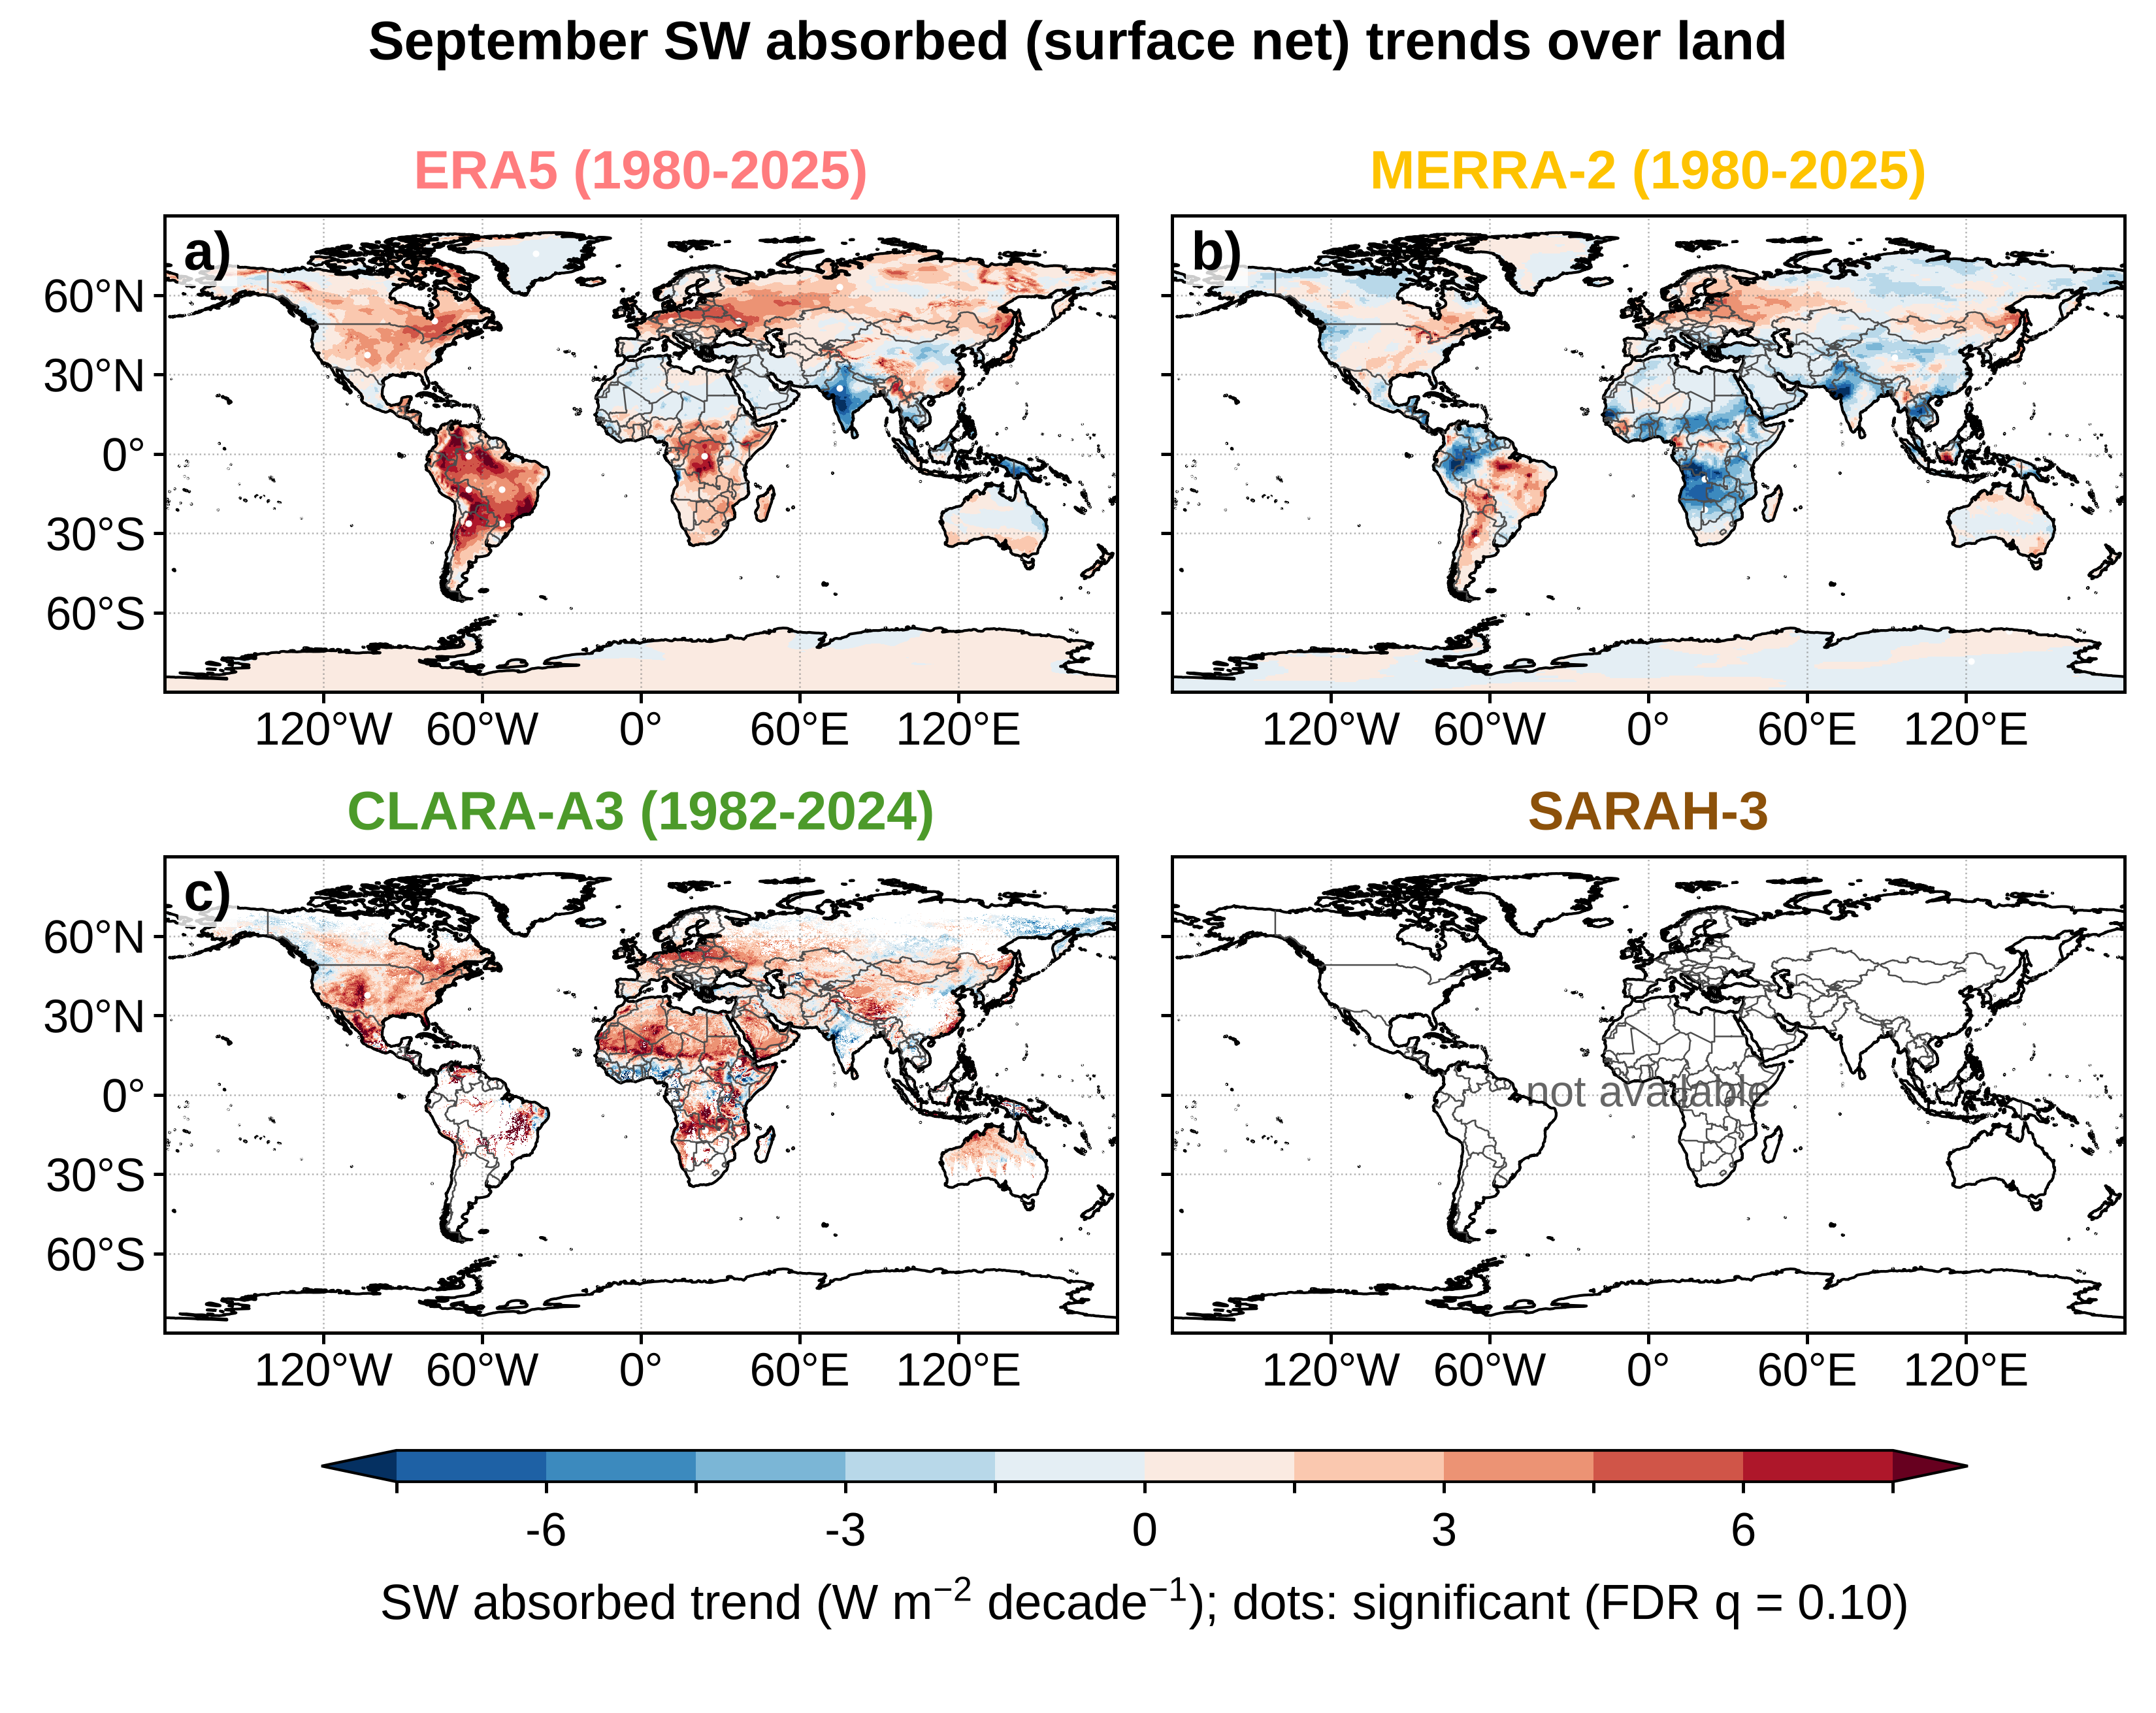 September SW absorbed (surface net) trends over land
ERA5 (1980-2025)
MERRA-2 (1980-2025)
a)
b)
60°N
30°N
0°
30°S
60°S
120°W 60°W 0° 60°E 120°E
120°W 60°W 0° 60°E 120°E
CLARA-A3 (1982-2024)
SARAH-3
c)
60°N
30°N
0°
30°S
60°S
not available
120°W 60°W 0° 60°E 120°E
120°W 60°W 0° 60°E 120°E
-6 -3 0 3 6
SW absorbed trend (W m⁻² decade⁻¹); dots: significant (FDR q = 0.10)